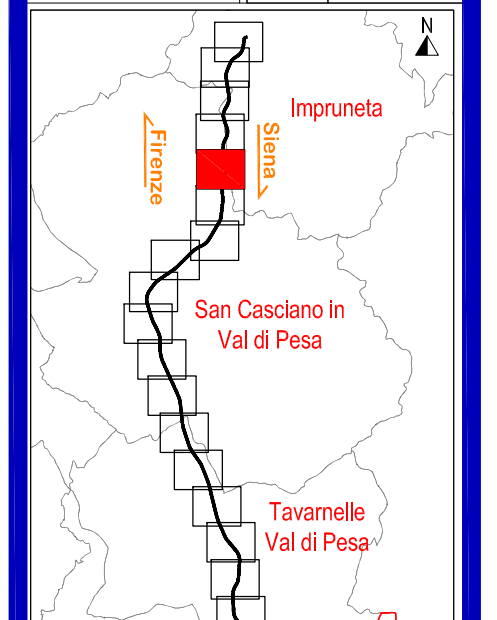 N
Impruneta
Firenze
Siena
San Casciano in
Val di Pesa
Tavarnelle
Val di Pesa